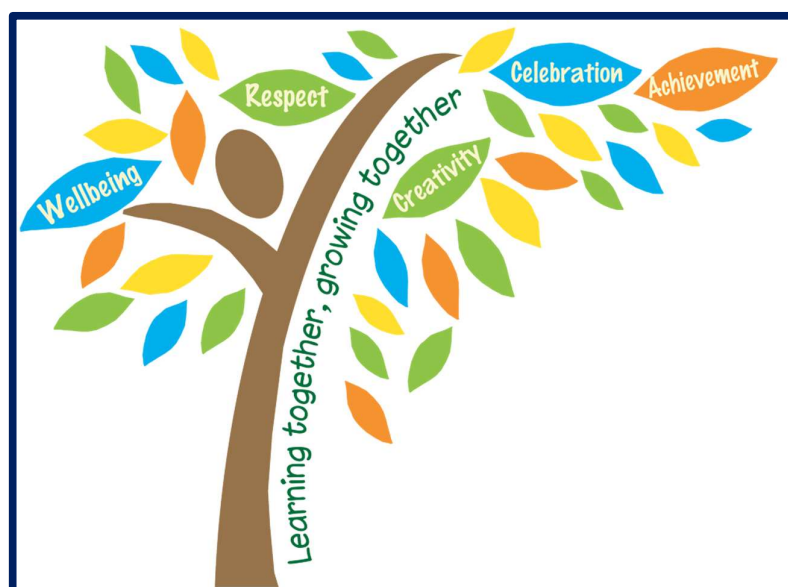 Celebration
Achievement
Respect
Creativity
Wellbeing
Learning together, growing together